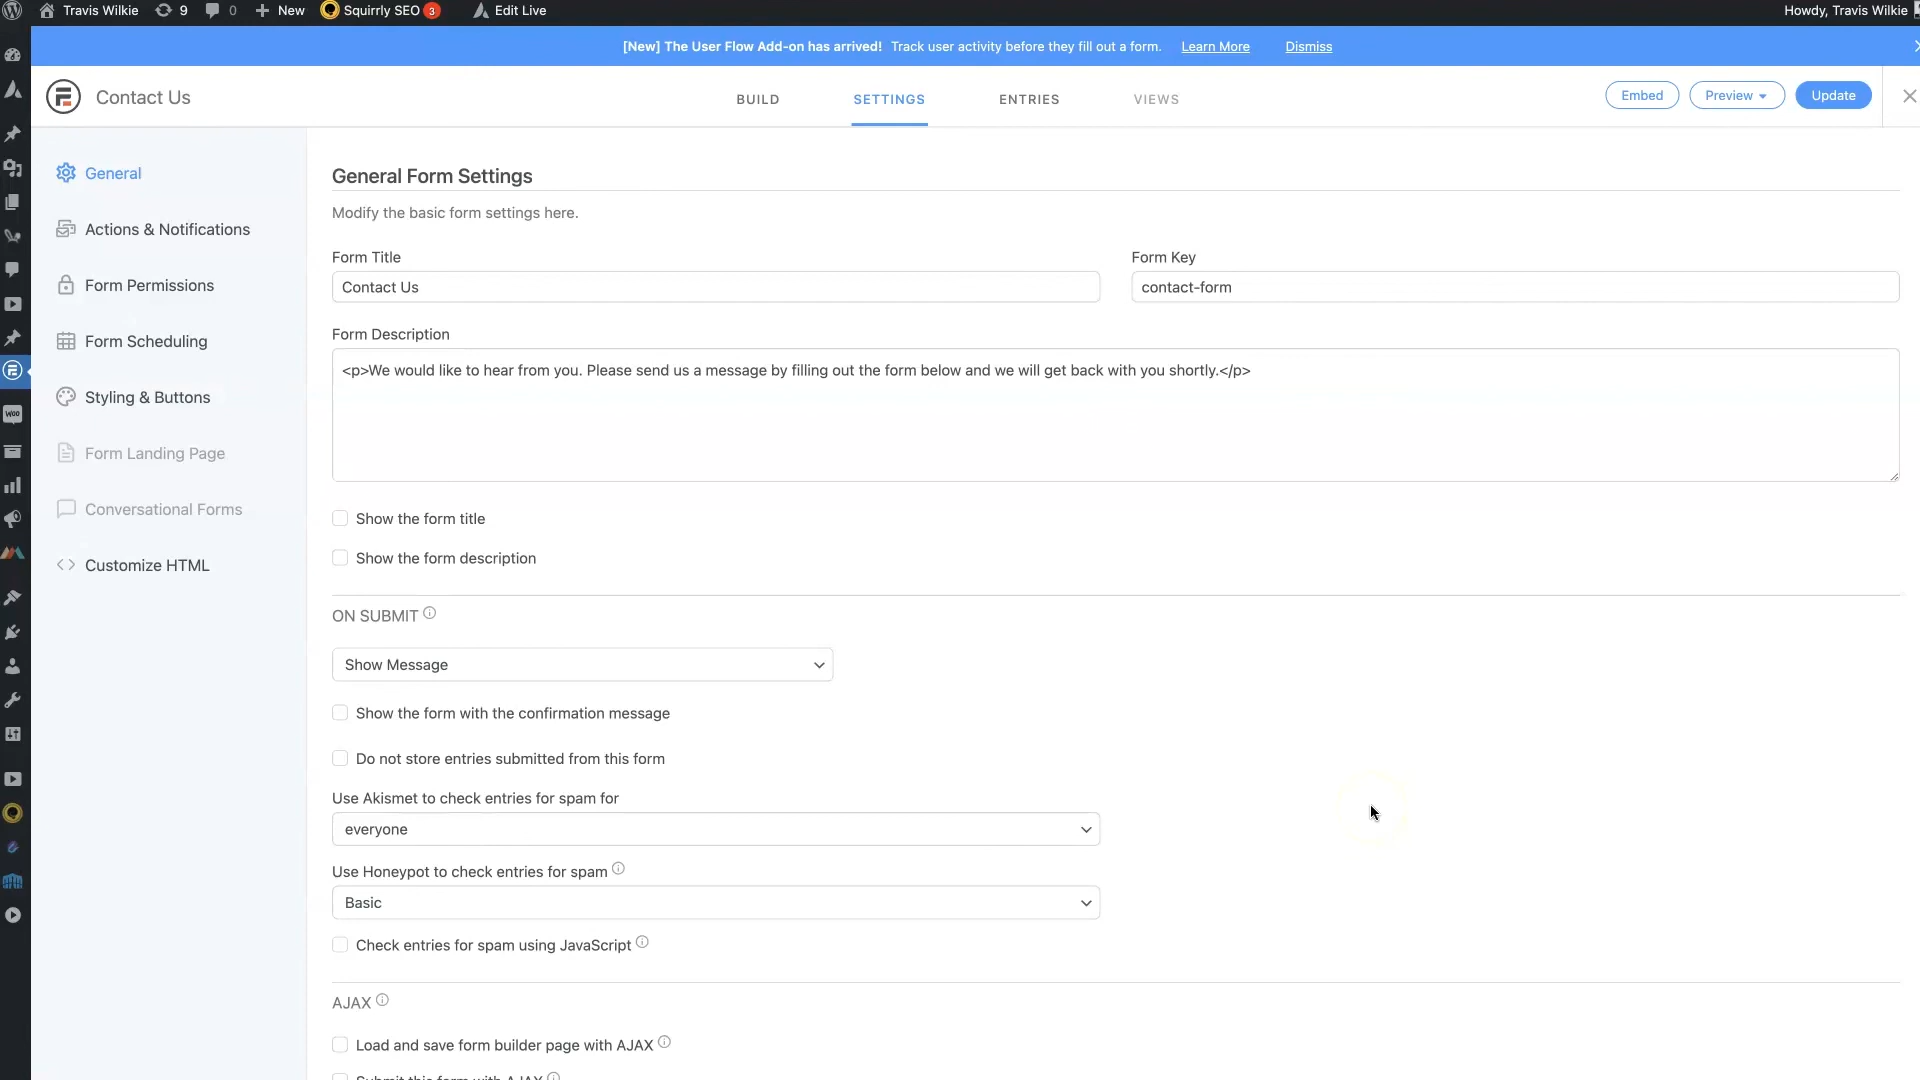 Travis Wilkie 9 0 New Squirrly SEO 3 Edit Live Howdy, Travis Wilkie
[New] The User Flow Add-on has arrived! Track user activity before they fill out a form. Learn More Dismiss
Contact Us BUILD SETTINGS ENTRIES VIEWS Embed Preview Update
General
Actions & Notifications
Form Permissions
Form Scheduling
Styling & Buttons
Form Landing Page
Conversational Forms
Customize HTML
General Form Settings
Modify the basic form settings here.
Form Title Form Key
Contact Us contact-form
Form Description
<p>We would like to hear from you. Please send us a message by filling out the form below and we will get back with you shortly.</p>
Show the form title
Show the form description
ON SUBMIT
Show Message
Show the form with the confirmation message
Do not store entries submitted from this form
Use Akismet to check entries for spam for
everyone
Use Honeypot to check entries for spam
Basic
Check entries for spam using JavaScript
AJAX
Load and save form builder page with AJAX
Submit this form with AJAX